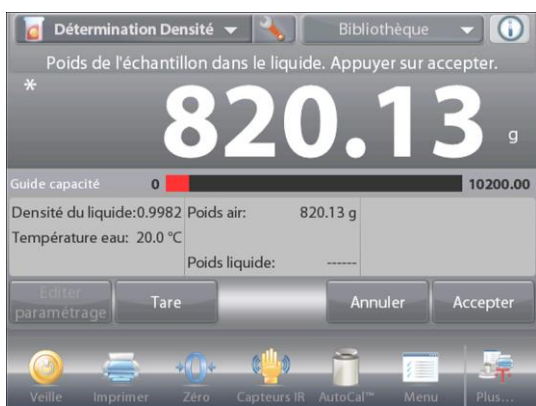 Détermination Densité
Bibliothèque
Poids de l'échantillon dans le liquide. Appuyer sur accepter.
*
820.13 g
Guide capacité 0 10200.00
Densité du liquide:0.9982 Poids air: 820.13 g
Température eau: 20.0 °C
Poids liquide: ------
Editer paramétrage
Tare
Annuler
Accepter
Veille
Imprimer
Zéro
Capteurs IR
AutoCal™
Menu
Plus...